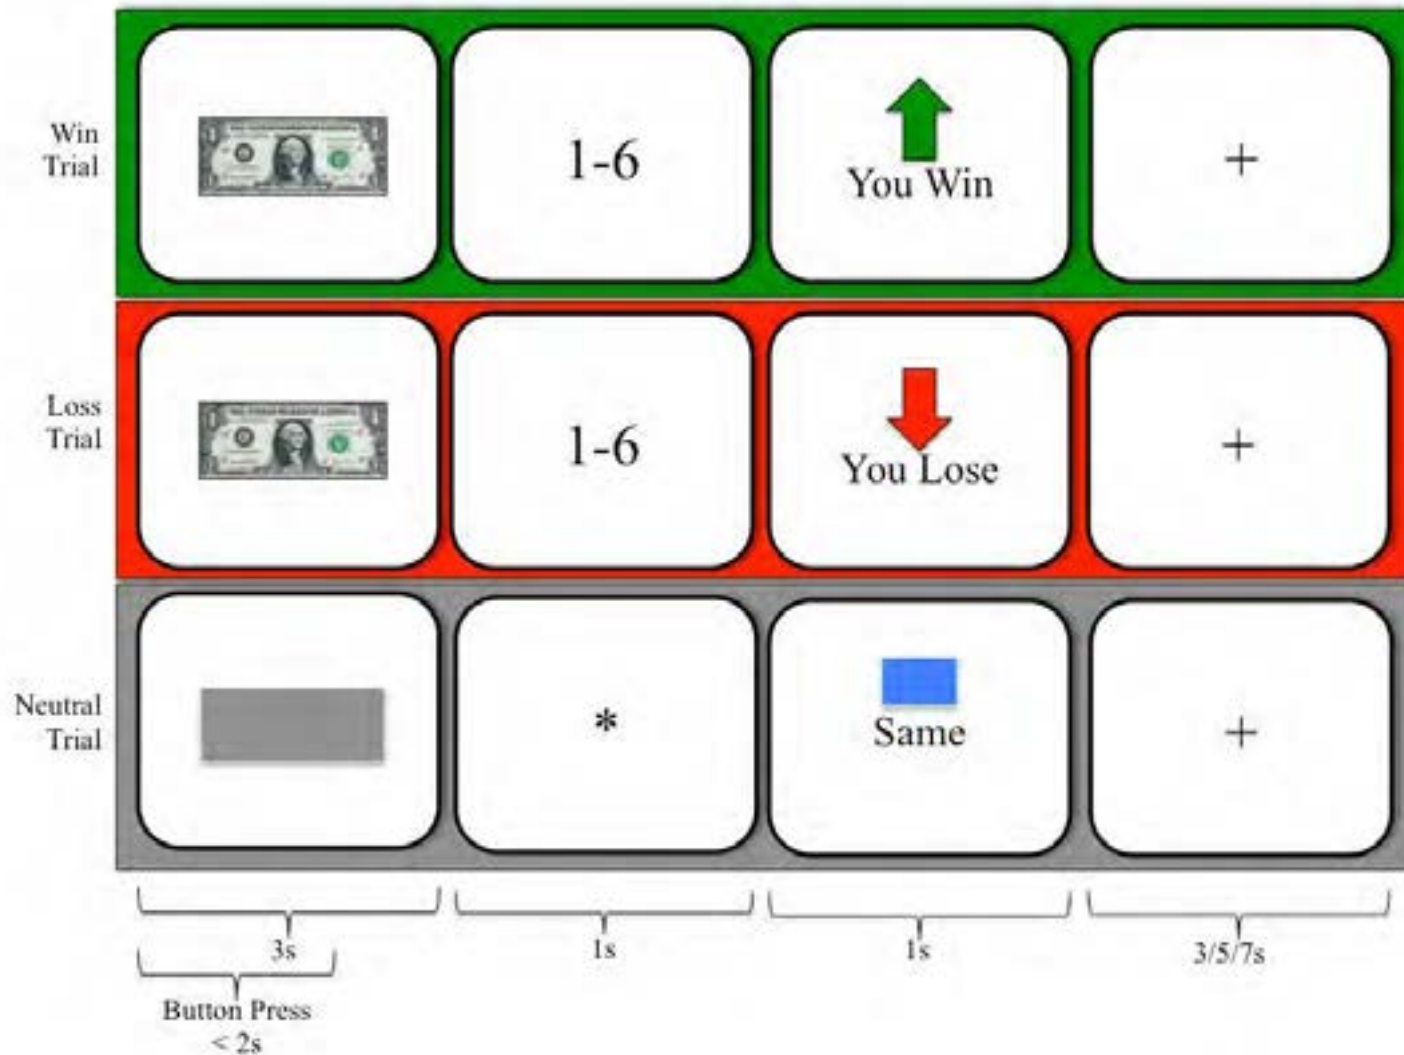 Win
Trial
1-6
You Win
+
Loss
Trial
1-6
You Lose
+
Neutral
Trial
*
Same
+
3s
1s
1s
3/5/7s
Button Press
< 2s